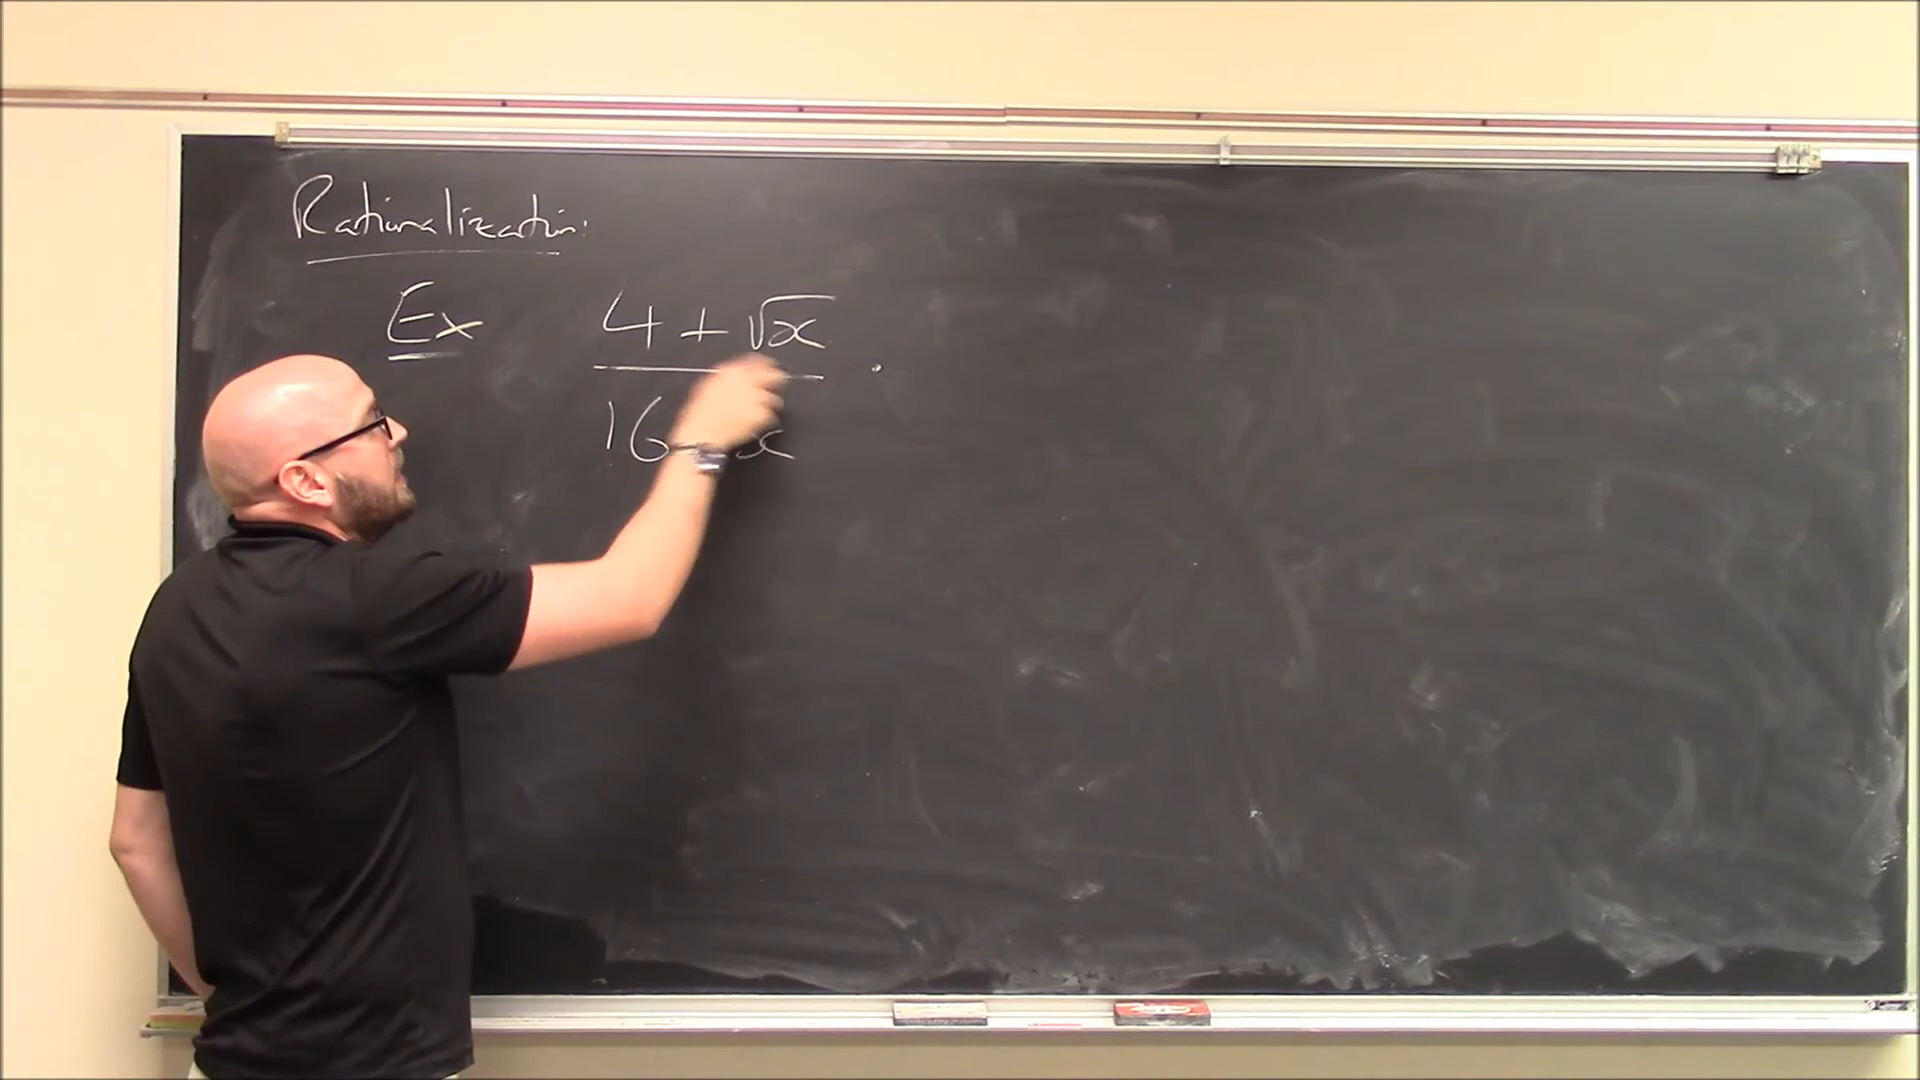 Rationalization:
Ex 4 + √x
16 x